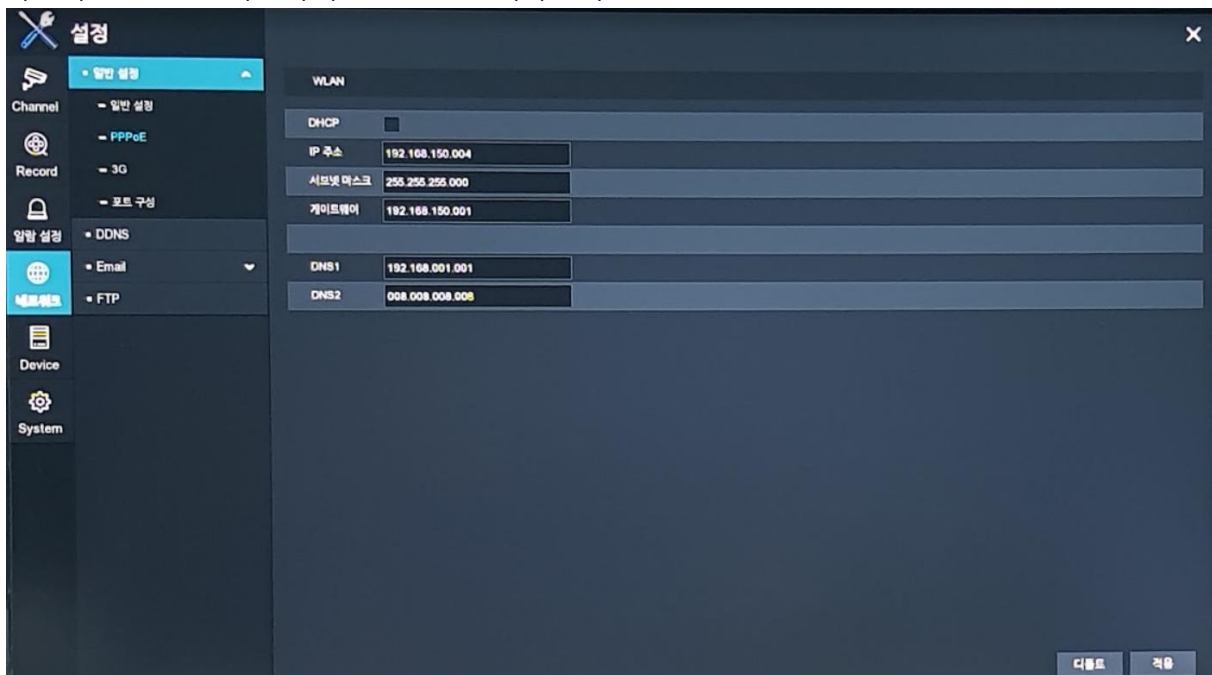 설정
Channel
Record
알람 설정
네트워크
Device
System
• 일반 설정
- 일반 설정
- PPPoE
- 3G
- 포트 구성
• DDNS
• Email
• FTP
WLAN
DHCP
IP 주소 192.168.150.004
서브넷 마스크 255.255.255.000
게이트웨이 192.168.150.001
DNS1 192.168.001.001
DNS2 008.008.008.008
디폴트 적용